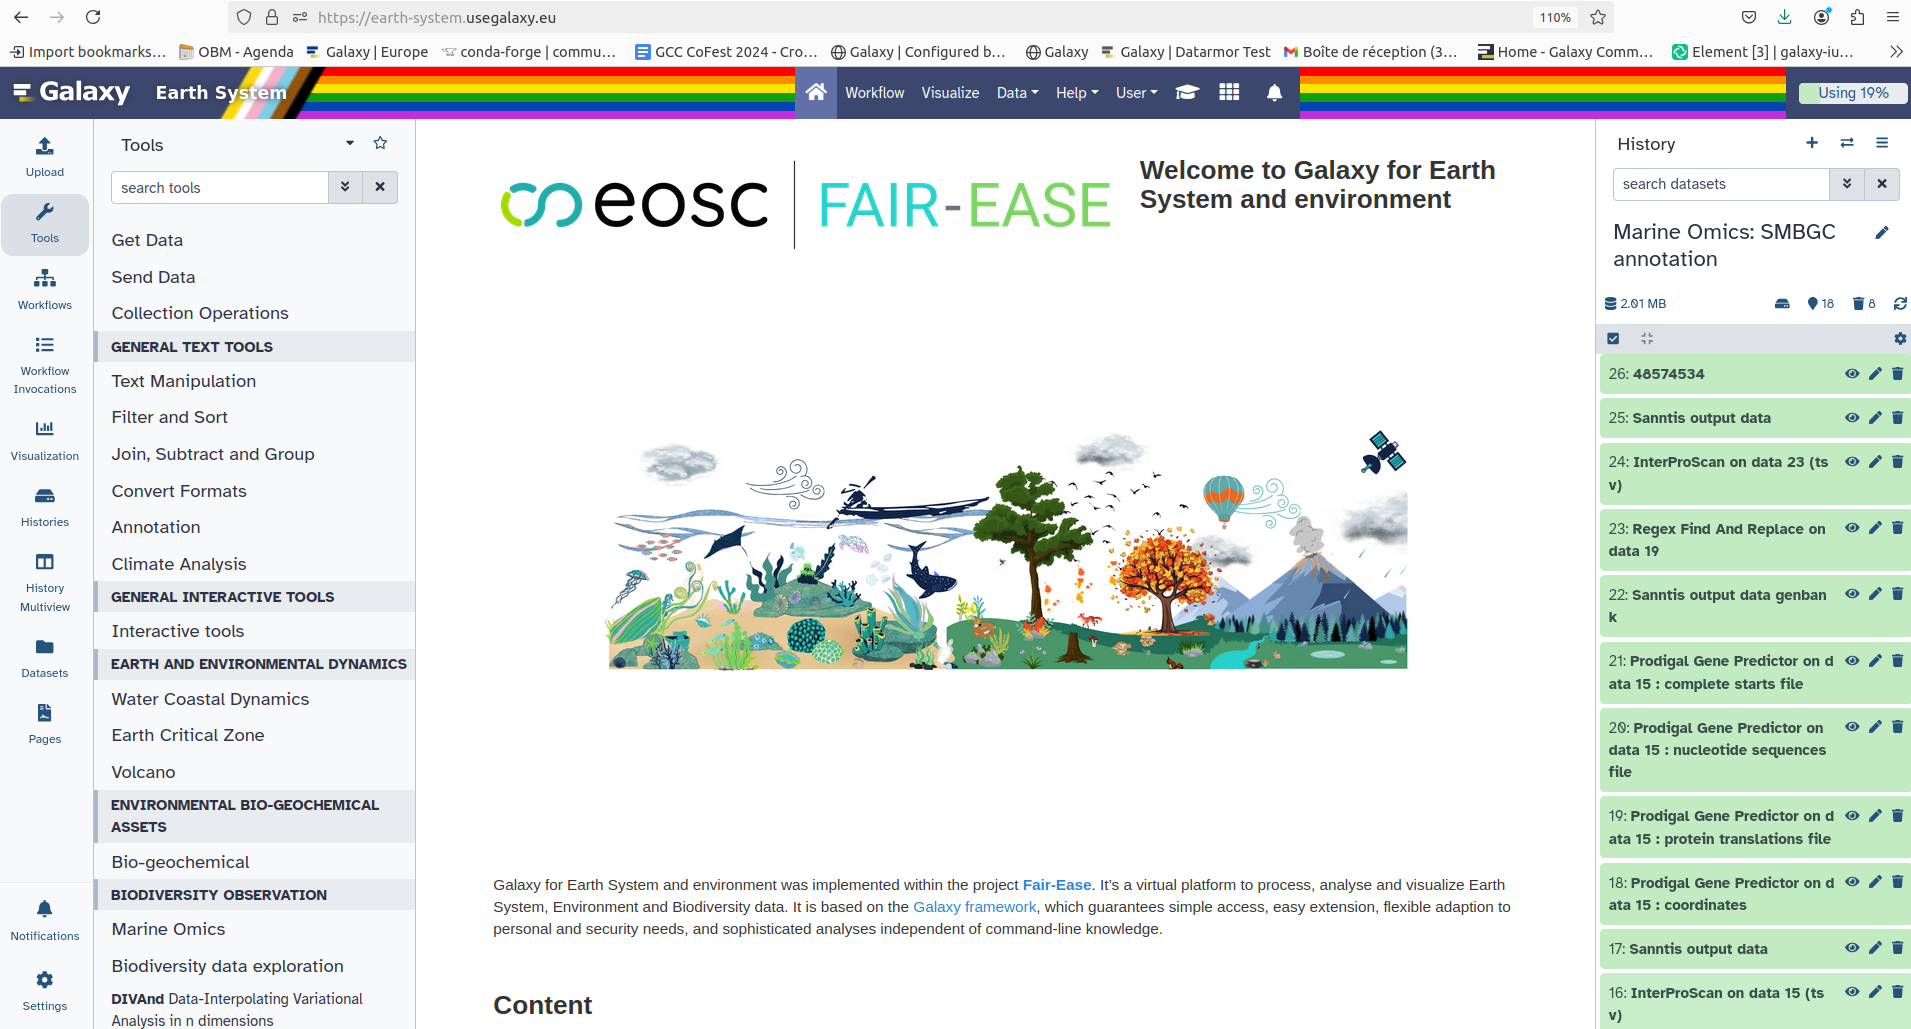 https://earth-system.usegalaxy.eu
110%
Import bookmarks…
OBM - Agenda
Galaxy | Europe
conda-forge | commu…
GCC CoFest 2024 - Cro…
Galaxy | Configured b…
Galaxy
Galaxy | Datarmor Test
Boîte de réception (3…
Home - Galaxy Comm…
Element [3] | galaxy-iu…
Galaxy
Earth System
Workflow
Visualize
Data
Help
User
Using 19%
Upload
Tools
Workflows
Workflow
Invocations
Visualization
Histories
History
Multiview
Datasets
Pages
Notifications
Settings
Tools
search tools
Get Data
Send Data
Collection Operations
GENERAL TEXT TOOLS
Text Manipulation
Filter and Sort
Join, Subtract and Group
Convert Formats
Annotation
Climate Analysis
GENERAL INTERACTIVE TOOLS
Interactive tools
EARTH AND ENVIRONMENTAL DYNAMICS
Water Coastal Dynamics
Earth Critical Zone
Volcano
ENVIRONMENTAL BIO-GEOCHEMICAL
ASSETS
Bio-geochemical
BIODIVERSITY OBSERVATION
Marine Omics
Biodiversity data exploration
DIVAnd Data-Interpolating Variational
Analysis in n dimensions
eosc
FAIR-EASE
Welcome to Galaxy for Earth
System and environment
Galaxy for Earth System and environment was implemented within the project Fair-Ease. It's a virtual platform to process, analyse and visualize Earth
System, Environment and Biodiversity data. It is based on the Galaxy framework, which guarantees simple access, easy extension, flexible adaption to
personal and security needs, and sophisticated analyses independent of command-line knowledge.
Content
History
search datasets
Marine Omics: SMBGC
annotation
2.01 MB
18
8
26: 48574534
25: Sanntis output data
24: InterProScan on data 23 (ts
v)
23: Regex Find And Replace on
data 19
22: Sanntis output data genban
k
21: Prodigal Gene Predictor on d
ata 15 : complete starts file
20: Prodigal Gene Predictor on
data 15 : nucleotide sequences
file
19: Prodigal Gene Predictor on d
ata 15 : protein translations file
18: Prodigal Gene Predictor on d
ata 15 : coordinates
17: Sanntis output data
16: InterProScan on data 15 (ts
v)